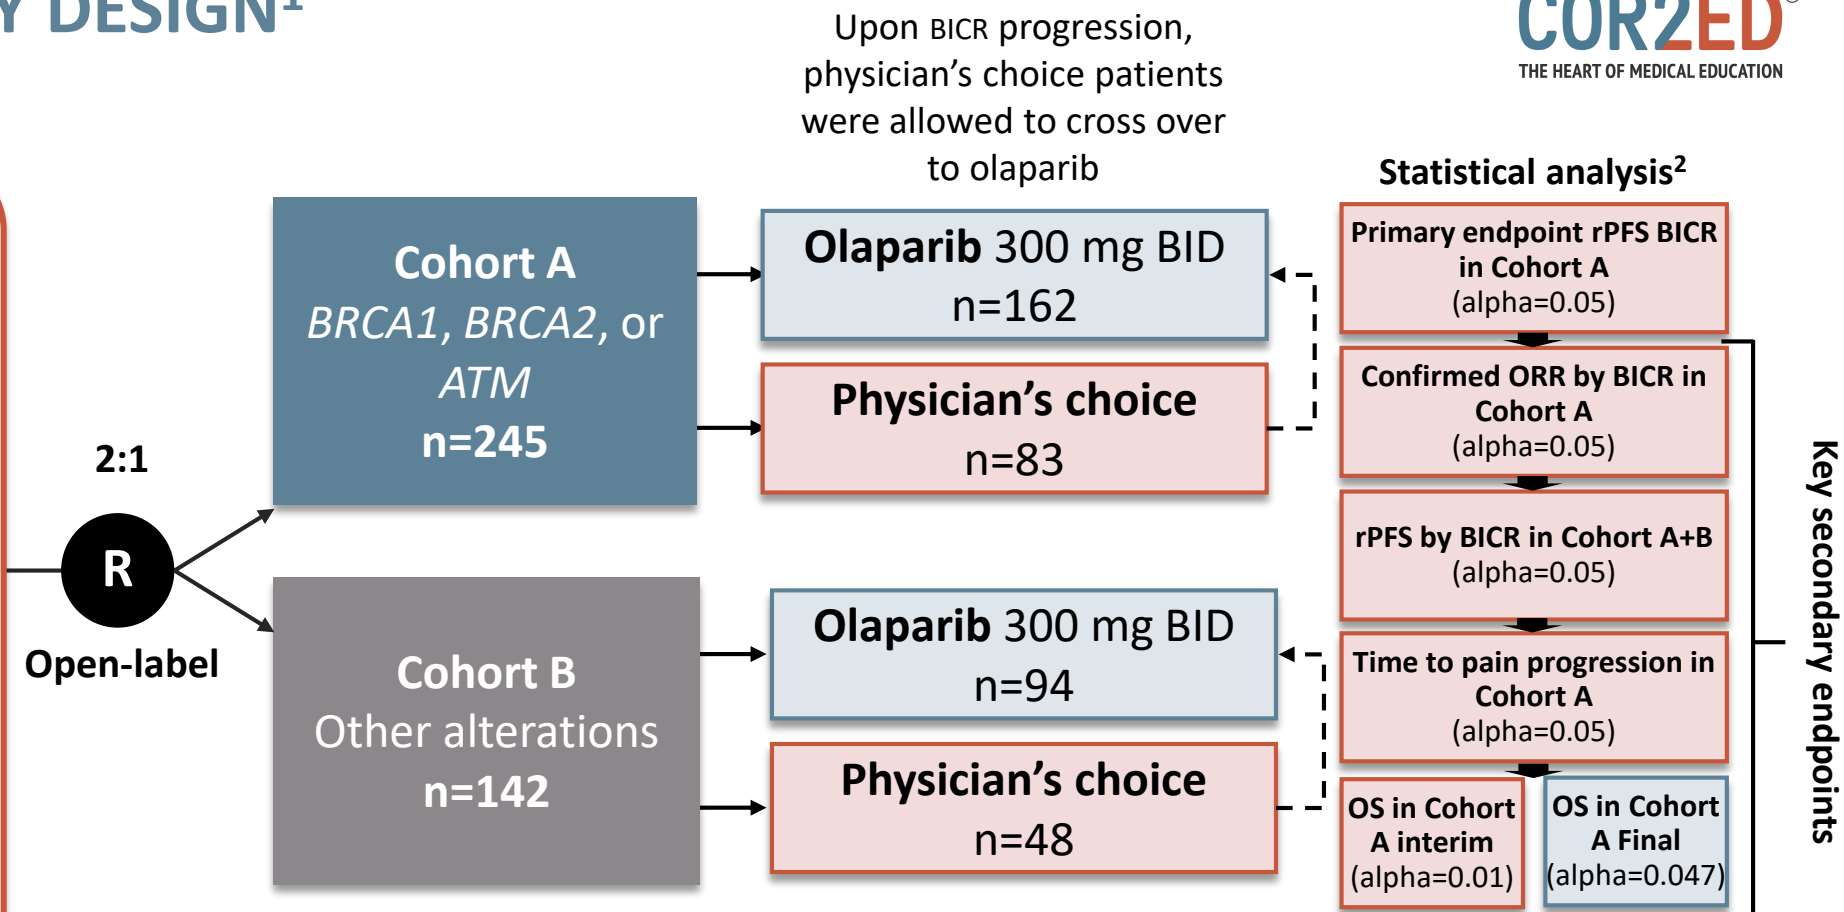 Y DESIGN¹
COR2ED®
THE HEART OF MEDICAL EDUCATION
Upon BICR progression,
physician's choice patients
were allowed to cross over
to olaparib
2:1
R
Open-label
Cohort A
BRCA1, BRCA2, or
ATM
n=245
Olaparib 300 mg BID
n=162
Physician's choice
n=83
Cohort B
Other alterations
n=142
Olaparib 300 mg BID
n=94
Physician's choice
n=48
Statistical analysis²
Primary endpoint rPFS BICR
in Cohort A
(alpha=0.05)
Confirmed ORR by BICR in
Cohort A
(alpha=0.05)
rPFS by BICR in Cohort A+B
(alpha=0.05)
Time to pain progression in
Cohort A
(alpha=0.05)
OS in Cohort
A interim
(alpha=0.01)
OS in Cohort
A Final
(alpha=0.047)
Key secondary endpoints